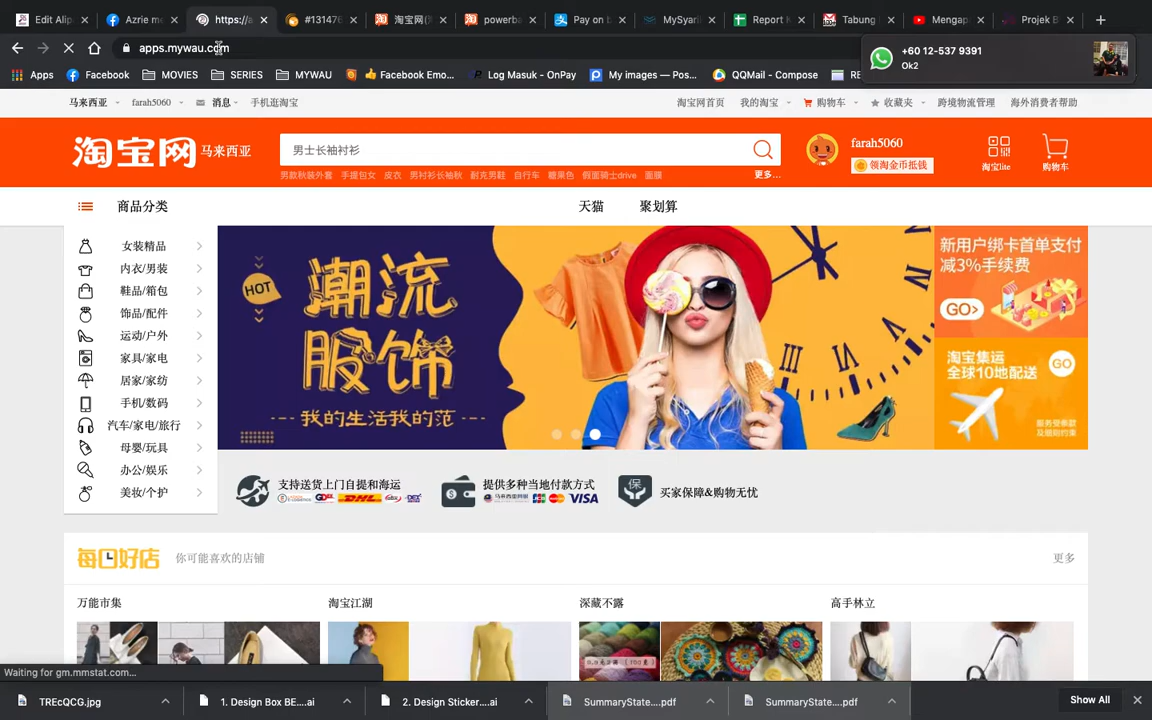 Edit Alip
Azrie me
https://a
#131476
淘宝网(
powerba
Pay on b
MySyari
Report K
Tabung
Mengap
Projek B
apps.mywau.com
+60 12-537 9391
Ok2
Apps
Facebook
MOVIES
SERIES
MYWAU
👍 Facebook Emo...
Log Masuk - OnPay
My images — Pos...
QQMail - Compose
RE
马来西亚
farah5060
消息
手机逛淘宝
淘宝网首页
我的淘宝
购物车
收藏夹
跨境物流管理
海外消费者帮助
淘宝网
马来西亚
男士长袖衬衫
男款秋装外套 手提包女 皮衣 男衬衫长袖秋 耐克男鞋 自行车 糖果色 假面骑士drive 面膜
更多...
farah5060
领淘金币抵钱
淘宝lite
购物车
商品分类
天猫
聚划算
女装精品
内衣/男装
鞋品/箱包
饰品/配件
运动/户外
家具/家电
居家/家纺
手机/数码
汽车/家电/旅行
母婴/玩具
办公/娱乐
美妆/个护
HOT
潮流
服饰
我的生活我的范
新用户绑卡首单支付
减3%手续费
GO>
淘宝集运
全球10地配送
GO
支持送货上门自提和海运
DHL
提供多种当地付款方式
VISA
保
买家保障&购物无忧
每日好店
你可能喜欢的店铺
更多
万能市集
淘宝江湖
深藏不露
高手林立
Waiting for gm.mmstat.com...
TREcQCG.jpg
1. Design Box BE....ai
2. Design Sticker....ai
SummaryState....pdf
SummaryState....pdf
Show All